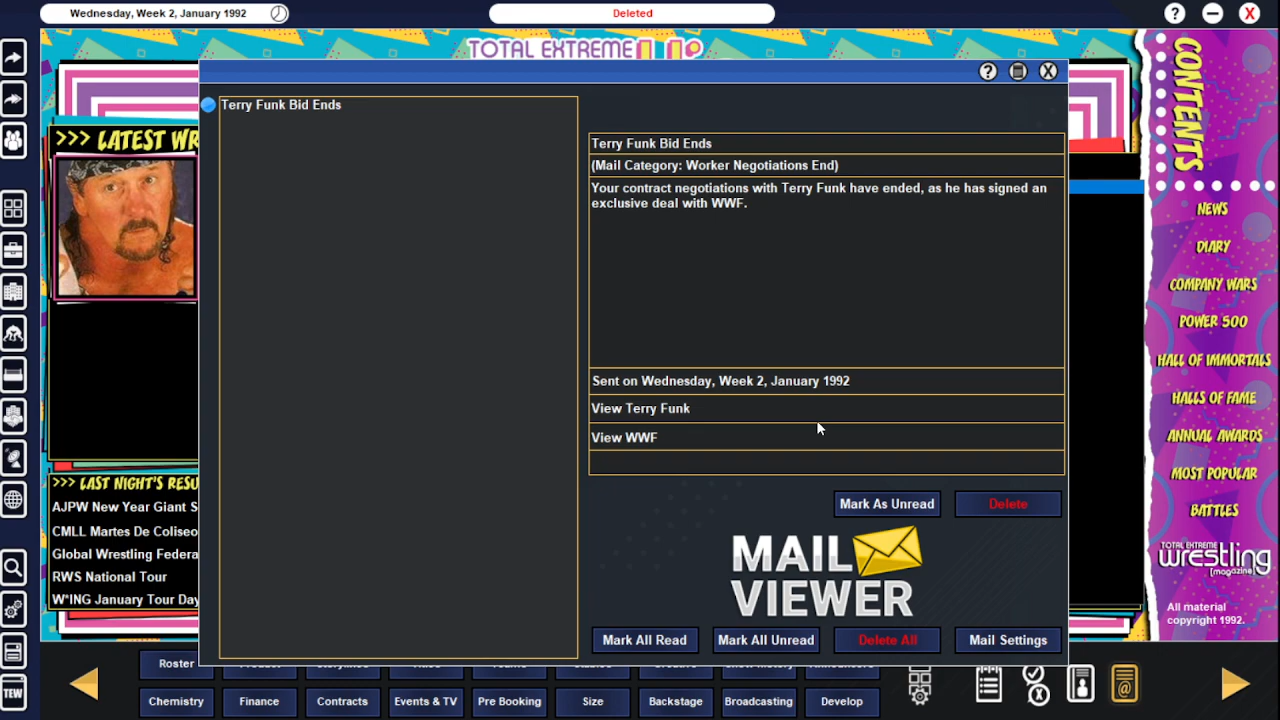 Wednesday, Week 2, January 1992
Deleted
? X
TOTAL EXTREME
CONTENTS
? X
>>> LATEST WR
Terry Funk Bid Ends
Terry Funk Bid Ends
(Mail Category: Worker Negotiations End)
Your contract negotiations with Terry Funk have ended, as he has signed an
exclusive deal with WWF.
NEWS
DIARY
COMPANY WARS
POWER 500
HALL OF IMMORTALS
HALLS OF FAME
ANNUAL AWARDS
MOST POPULAR
BATTLES
Sent on Wednesday, Week 2, January 1992
View Terry Funk
View WWF
Mark As Unread
Delete
>>> LAST NIGHT'S RESU
AJPW New Year Giant S
CMLL Martes De Coliseo
Global Wrestling Federa
RWS National Tour
W*ING January Tour Day
MAIL
VIEWER
TOTAL EXTREME
wrestling
[magazine]
All material
copyright 1992.
Mark All Read
Mark All Unread
Delete All
Mail Settings
Roster
Chemistry
Finance
Contracts
Events & TV
Pre Booking
Size
Backstage
Broadcasting
Develop
TEW